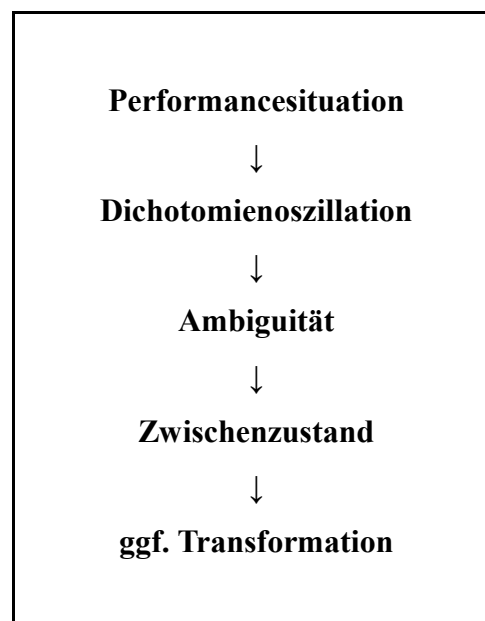 Performancesituation
↓
Dichotomienoszillation
↓
Ambiguität
↓
Zwischenzustand
↓
ggf. Transformation